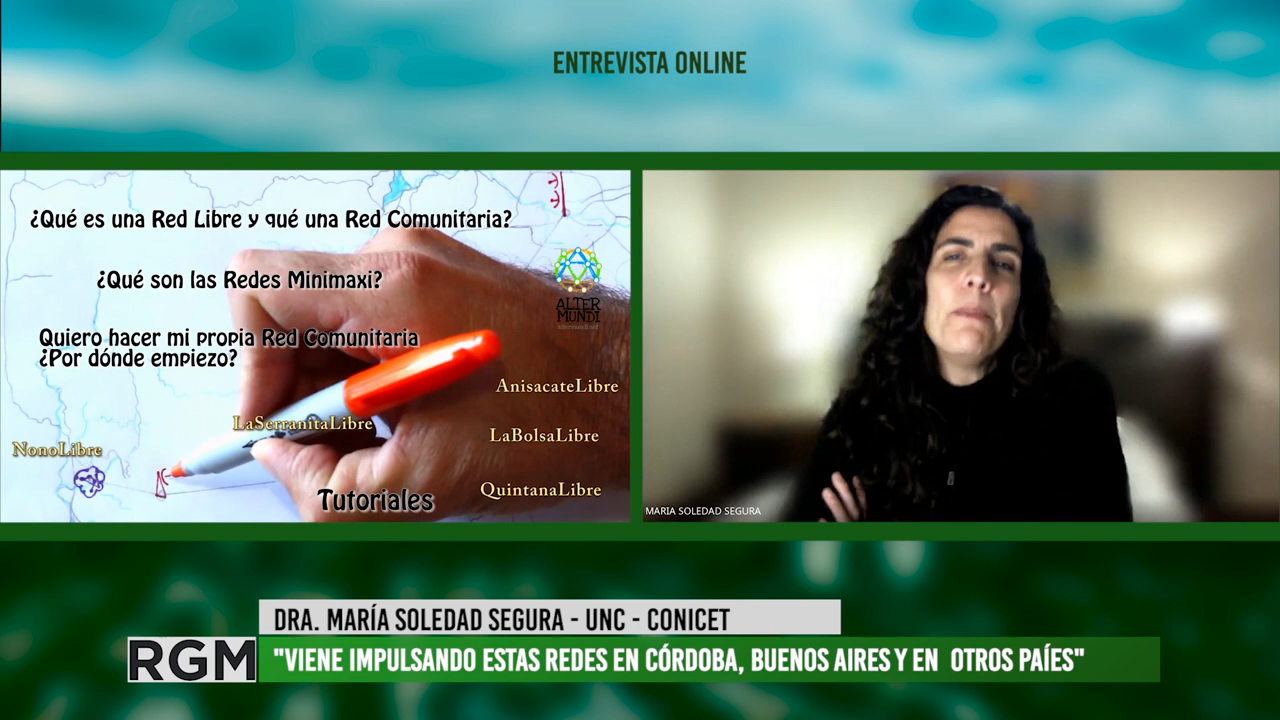 ENTREVISTA ONLINE
¿Qué es una Red Libre y qué una Red Comunitaria?
¿Qué son las Redes Minimaxi?
ALTER
MUNDI
Quiero hacer mi propia Red Comunitaria
¿Por dónde empiezo?
AnisacateLibre
LaSerranitaLibre
LaBolsaLibre
NonoLibre
QuintanaLibre
Tutoriales
MARIA SOLEDAD SEGURA
DRA. MARÍA SOLEDAD SEGURA - UNC - CONICET
RGM
"VIENE IMPULSANDO ESTAS REDES EN CÓRDOBA, BUENOS AIRES Y EN OTROS PAÍES"